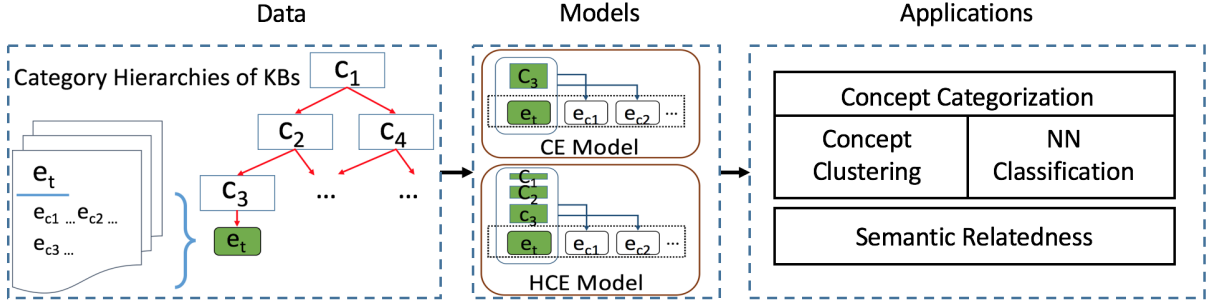 Data
Models
Applications
Category Hierarchies of KBs
c1
c2
c4
c3
...
...
et
et
ec1 ... ec2 ...
ec3 ...
C3
et
ec1
ec2
...
CE Model
C1
C2
c3
et
ec1
ec2
...
HCE Model
Concept Categorization
Concept
Clustering
NN
Classification
Semantic Relatedness